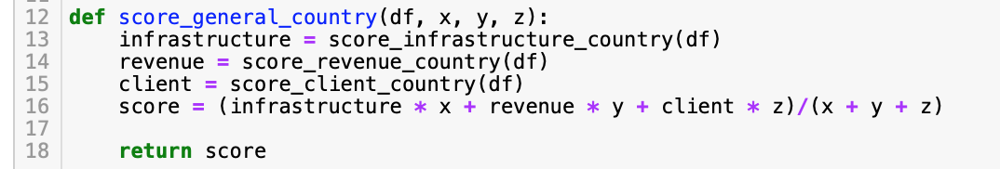 12 def score_general_country(df, x, y, z):
13     infrastructure = score_infrastructure_country(df)
14     revenue = score_revenue_country(df)
15     client = score_client_country(df)
16     score = (infrastructure * x + revenue * y + client * z)/(x + y + z)
17
18     return score